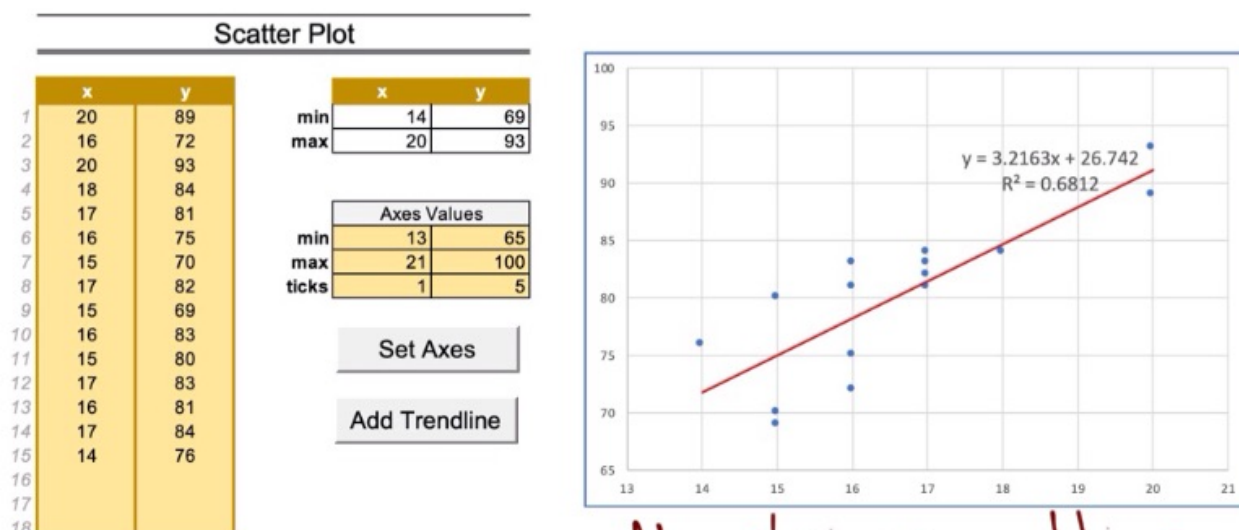 Scatter Plot
x y
1 20 89
2 16 72
3 20 93
4 18 84
5 17 81
6 16 75
7 15 70
8 17 82
9 15 69
10 16 83
11 15 80
12 17 83
13 16 81
14 17 84
15 14 76
16
17
18
x y
min 14 69
max 20 93
Axes Values
min 13 65
max 21 100
ticks 1 5
Set Axes
Add Trendline
100
95
90
85
80
75
70
65
y = 3.2163x + 26.742
R² = 0.6812
13 14 15 16 17 18 19 20 21